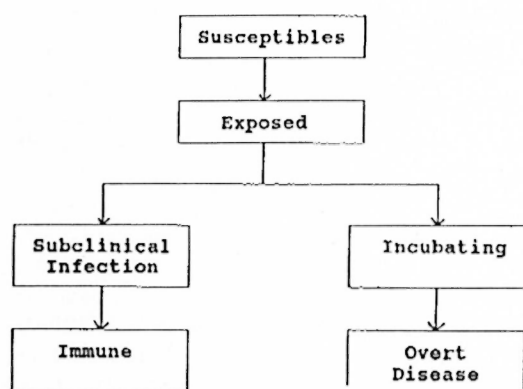 Susceptibles
Exposed
Subclinical
Infection
Incubating
Immune
Overt
Disease